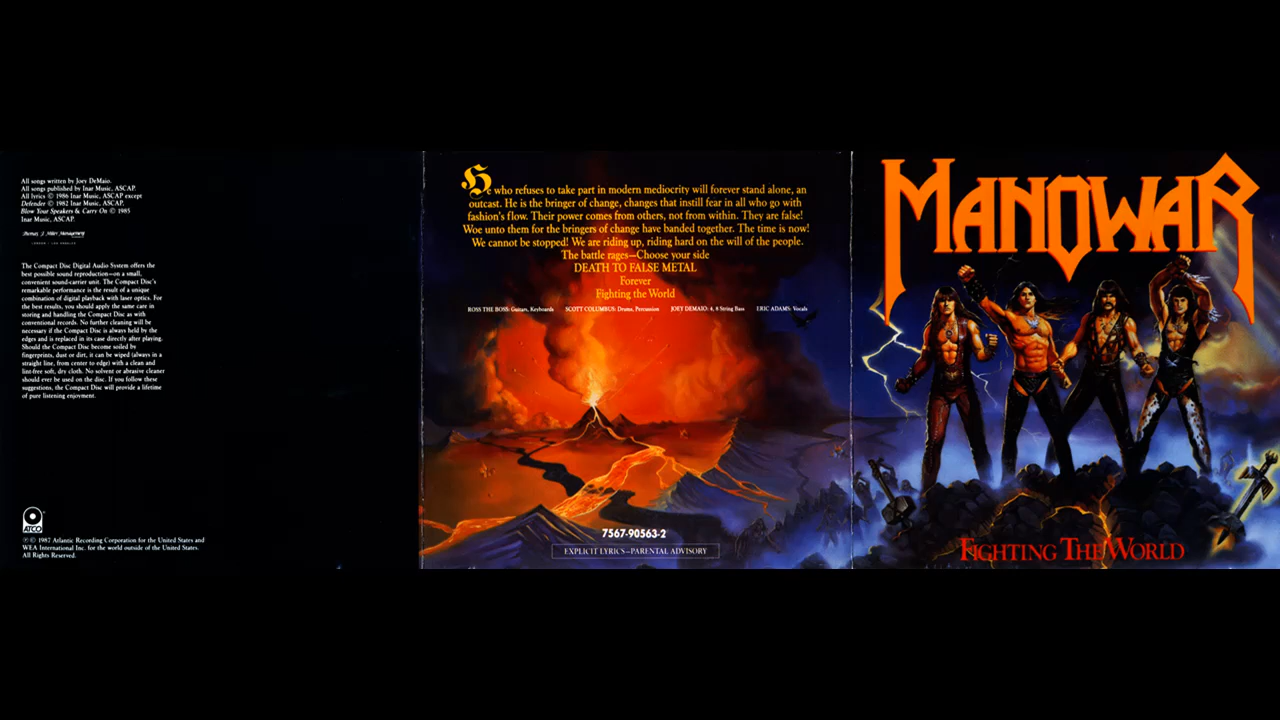 All songs written by Joey DeMaio.
All songs published by Inar Music, ASCAP.
All lyrics © 1986 Inar Music, ASCAP except
Defender © 1982 Inar Music,
Blow Your Speakers & Carry On © 1985
Inar Music, ASCAP.
Thomas J. Miller Management
LONDON / LOS ANGELES
The Compact Disc Digital Audio System offers the
best possible sound reproduction—on a small,
convenient sound-carrier unit. The Compact Disc's
remarkable performance is the result of a unique
combination of digital playback with laser optics. For
the best results, you should apply the same care in
storing and handling the Compact Disc as with
conventional records. No further cleaning will be
necessary if the Compact Disc is always held by the
edges and is replaced in its case directly after playing.
Should the Compact Disc become soiled by
fingerprints, dust or dirt, it can be wiped (always in a
straight line, from center to edge) with a clean and
lint-free soft, dry cloth. No solvent or abrasive cleaner
should ever be used on the disc. If you follow these
suggestions, the Compact Disc will provide a lifetime
of pure listening enjoyment.
ATCO
℗ © 1987 Atlantic Recording Corporation for the United States and
WEA International Inc. for the world outside of the United States.
All Rights Reserved.
He who refuses to take part in modern mediocrity will forever stand alone, an
outcast. He is the bringer of change, changes that instill fear in all who go with
fashion's flow. Their power comes from others, not from within. They are false!
Woe unto them for the bringers of change have banded together. The time is now!
We cannot be stopped! We are riding up, riding hard on the will of the people.
The battle rages—Choose your side
DEATH TO FALSE METAL
Forever
Fighting the World
ROSS THE BOSS: Guitars, Keyboards SCOTT COLUMBUS: Drums, Percussion JOEY DEMAIO: 4, 8 String Bass ERIC ADAMS: Vocals
7567-90563-2
EXPLICIT LYRICS—PARENTAL ADVISORY
MANOWAR
FIGHTING THE WORLD